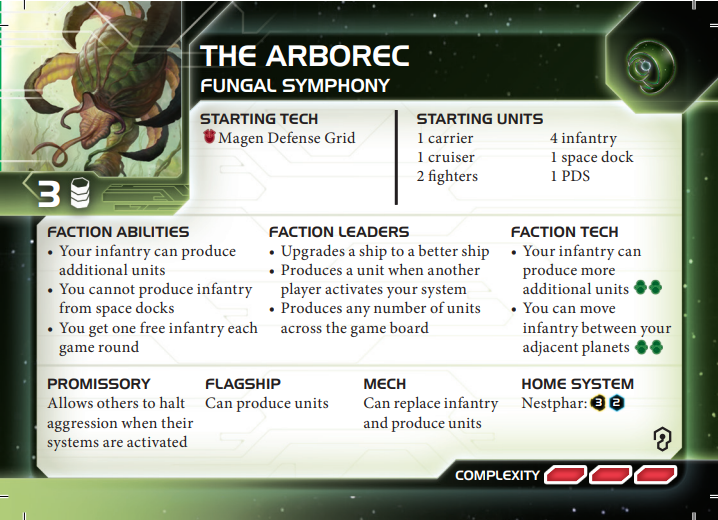 THE ARBOREC
FUNGAL SYMPHONY
3
STARTING TECH
Magen Defense Grid
STARTING UNITS
1 carrier
1 cruiser
2 fighters
4 infantry
1 space dock
1 PDS
FACTION ABILITIES
• Your infantry can produce
additional units
• You cannot produce infantry
from space docks
• You get one free infantry each
game round
FACTION LEADERS
• Upgrades a ship to a better ship
• Produces a unit when another
player activates your system
• Produces any number of units
across the game board
FACTION TECH
• Your infantry can
produce more
additional units
• You can move
infantry between your
adjacent planets
PROMISSORY
Allows others to halt
aggression when their
systems are activated
FLAGSHIP
Can produce units
MECH
Can replace infantry
and produce units
HOME SYSTEM
Nestphar: 3 2
COMPLEXITY